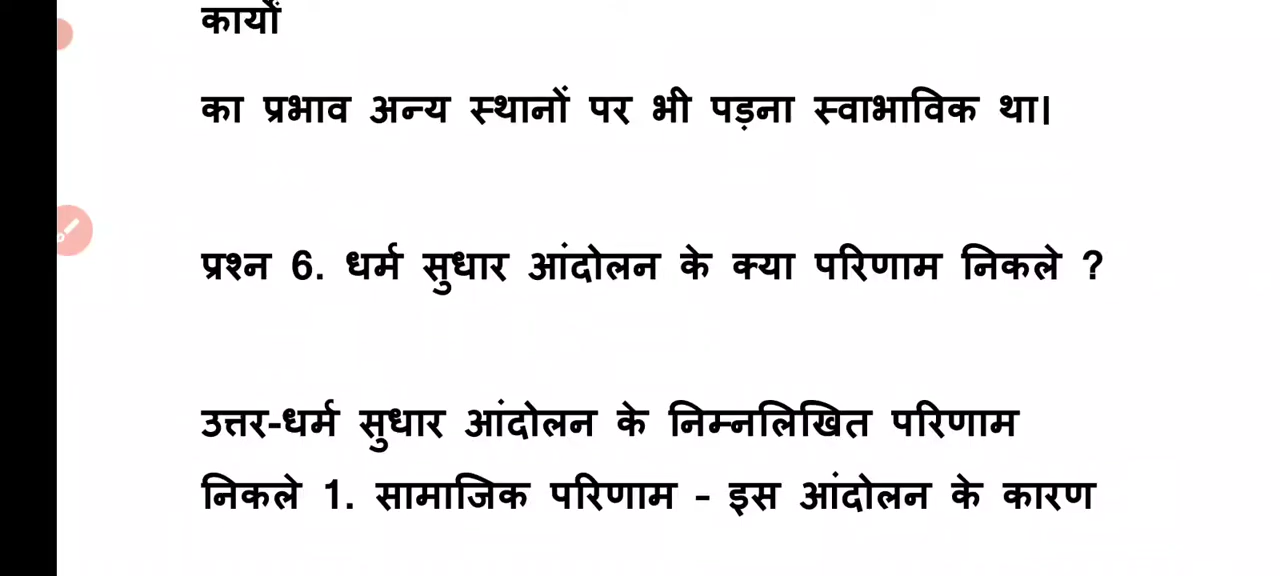 कार्यों
का प्रभाव अन्य स्थानों पर भी पड़ना स्वाभाविक था।
प्रश्न 6. धर्म सुधार आंदोलन के क्या परिणाम निकले ?
उत्तर-धर्म सुधार आंदोलन के निम्नलिखित परिणाम
निकले 1. सामाजिक परिणाम – इस आंदोलन के कारण